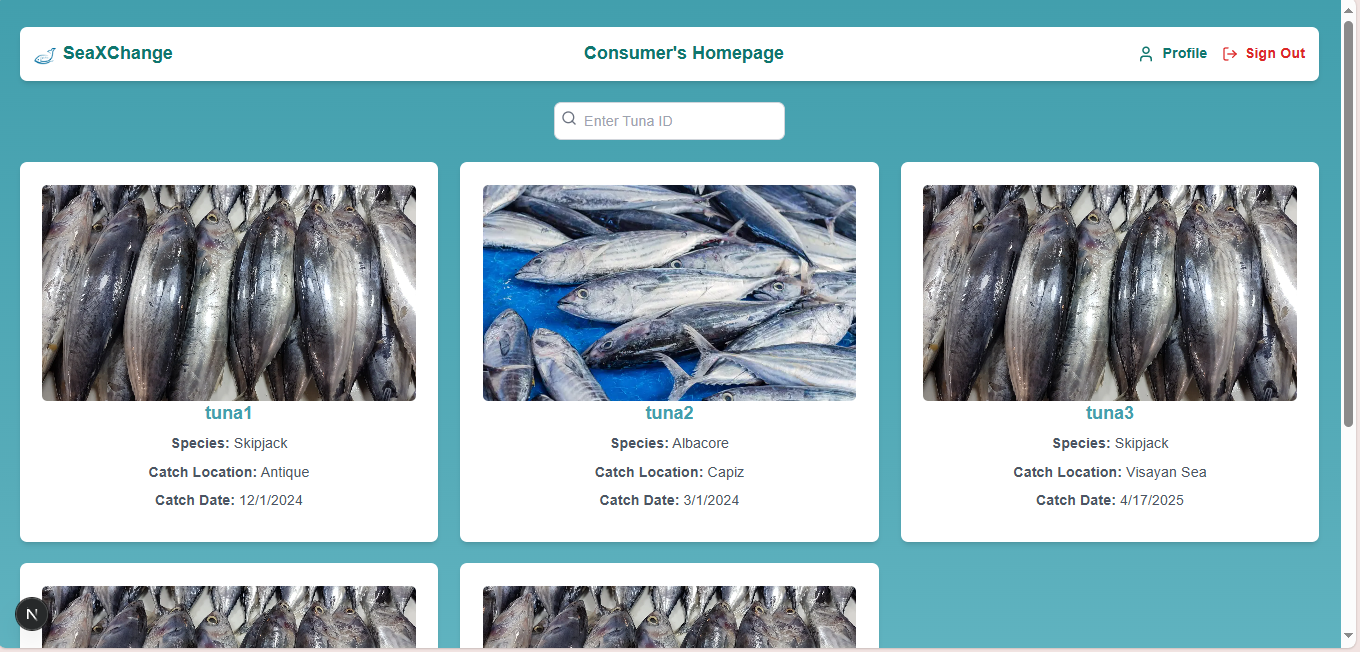 SeaXChange
Consumer's Homepage
Profile
Sign Out
Enter Tuna ID
tuna1
Species: Skipjack
Catch Location: Antique
Catch Date: 12/1/2024
tuna2
Species: Albacore
Catch Location: Capiz
Catch Date: 3/1/2024
tuna3
Species: Skipjack
Catch Location: Visayan Sea
Catch Date: 4/17/2025
N